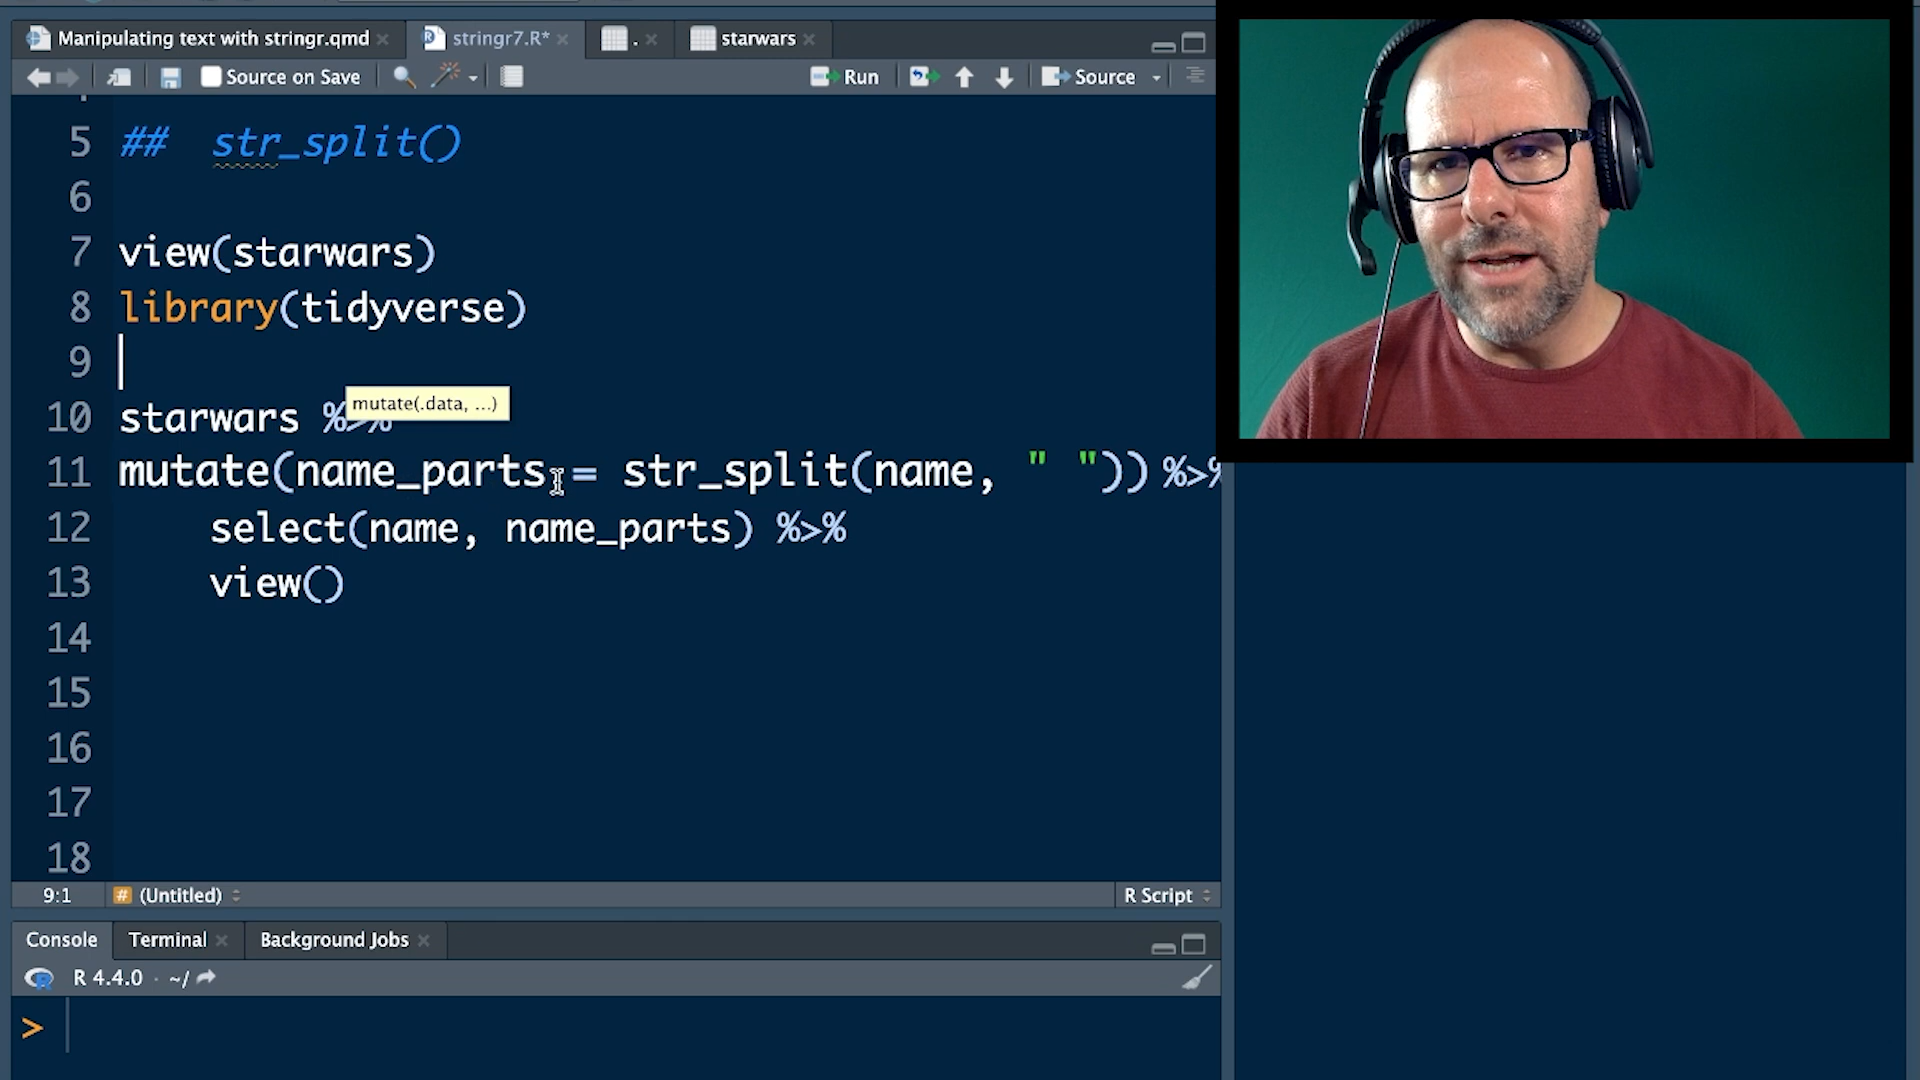 Manipulating text with stringr.qmd
stringr7.R*
.
starwars
Source on Save
Run
Source
5 ## str_split()
6
7 view(starwars)
8 library(tidyverse)
9
mutate(.data, ...)
10 starwars %>%
11 mutate(name_parts = str_split(name, " ")) %>%
12 select(name, name_parts) %>%
13 view()
14
15
16
17
18
9:1 # (Untitled)
R Script
Console Terminal Background Jobs
R 4.4.0 · ~/
>